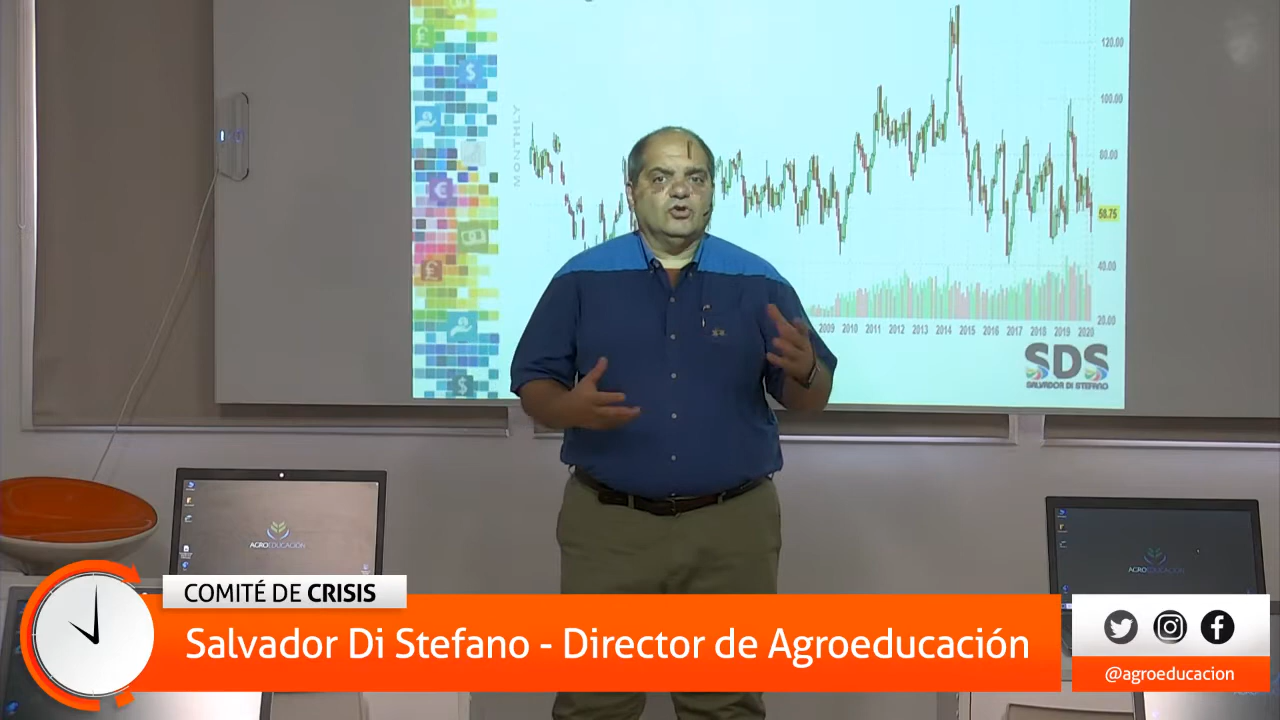 120.00
100.00
80.00
58.75
40.00
20.00
MONTHLY
2009 2010 2011 2012 2013 2014 2015 2016 2017 2018 2019 2020
SDS
SALVADOR DI STEFANO
AGROEDUCACIÓN
AGROEDUCACIÓN
COMITÉ DE CRISIS
Salvador Di Stefano - Director de Agroeducación
@agroeducacion